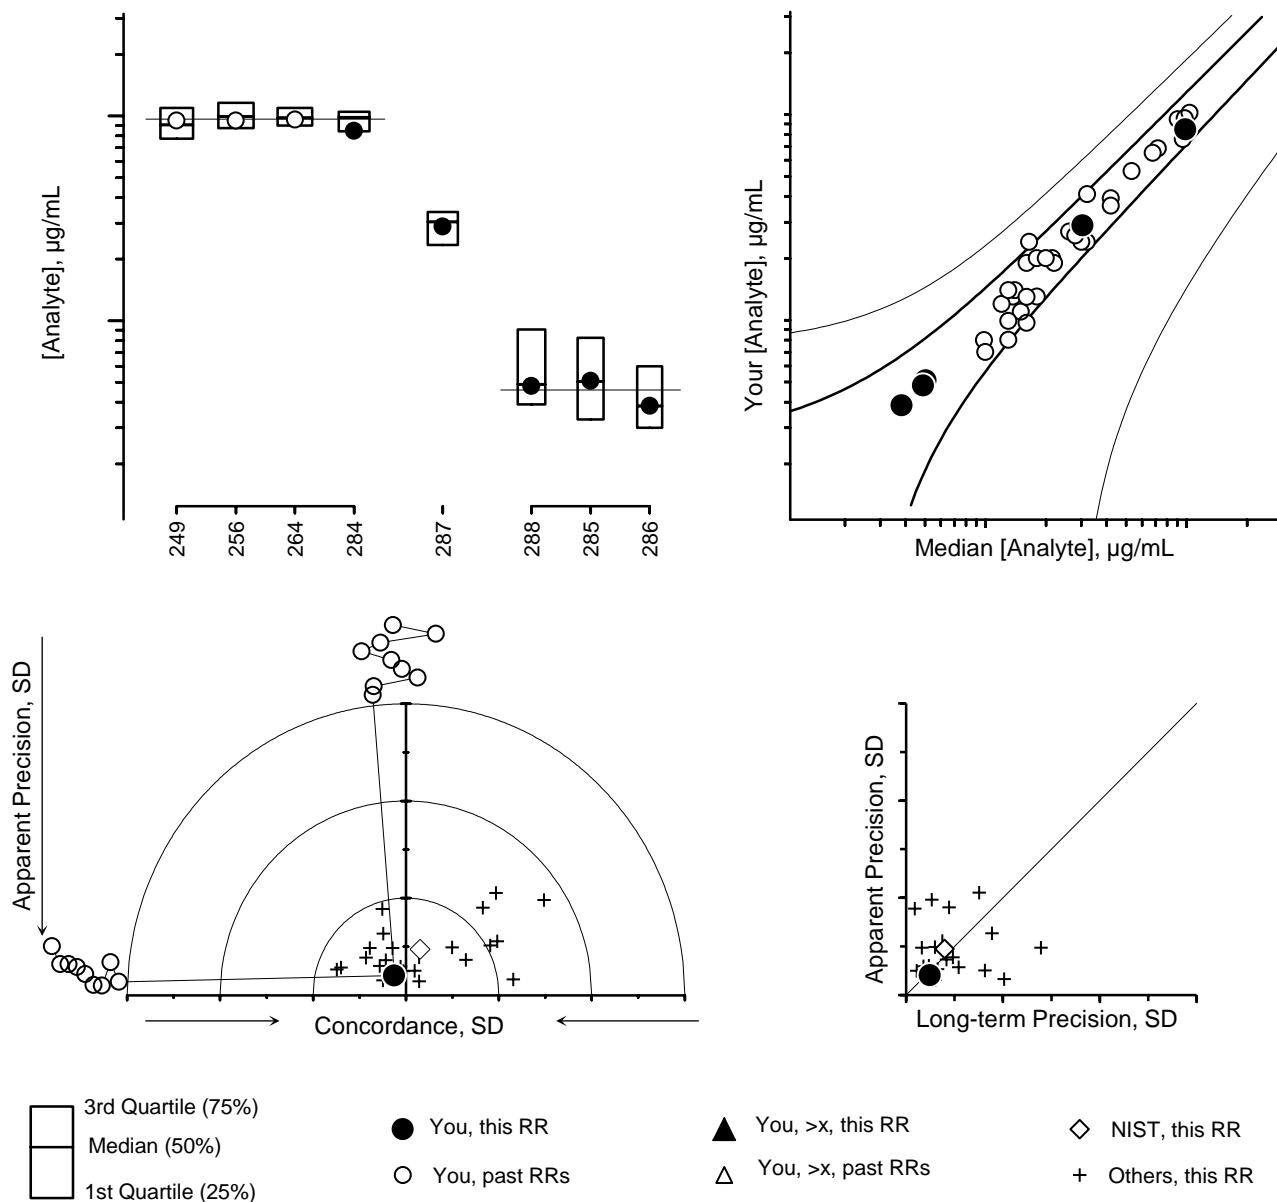 [Analyte], µg/mL
249
256
264
284
287
288
285
286
Your [Analyte], µg/mL
Median [Analyte], µg/mL
Apparent Precision, SD
Concordance, SD
Apparent Precision, SD
Long-term Precision, SD
3rd Quartile (75%)
Median (50%)
1st Quartile (25%)
You, this RR
You, past RRs
You, >x, this RR
You, >x, past RRs
NIST, this RR
Others, this RR